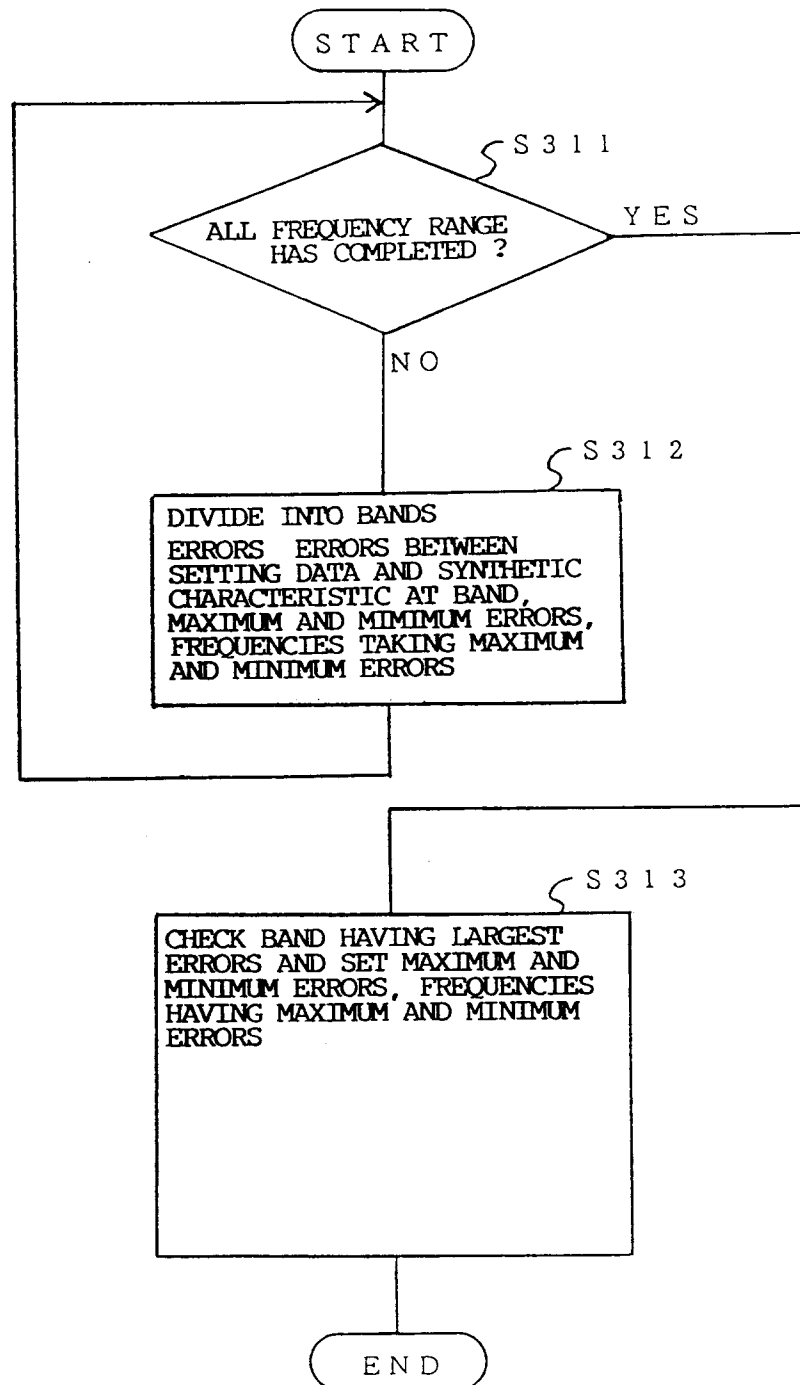 START
S311
ALL FREQUENCY RANGE
HAS COMPLETED ?
YES
NO
S312
DIVIDE INTO BANDS
ERRORS ERRORS BETWEEN
SETTING DATA AND SYNTHETIC
CHARACTERISTIC AT BAND,
MAXIMUM AND MIMIMUM ERRORS,
FREQUENCIES TAKING MAXIMUM
AND MINIMUM ERRORS
S313
CHECK BAND HAVING LARGEST
ERRORS AND SET MAXIMUM AND
MINIMUM ERRORS, FREQUENCIES
HAVING MAXIMUM AND MINIMUM
ERRORS
END